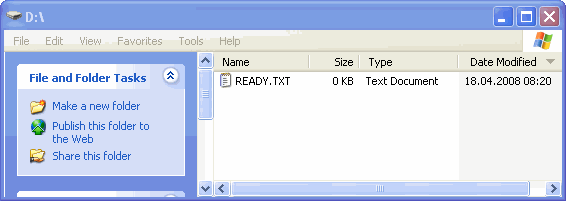 D:\
File Edit View Favorites Tools Help
File and Folder Tasks
Make a new folder
Publish this folder to
the Web
Share this folder
Name Size Type Date Modified
READY.TXT 0 KB Text Document 18.04.2008 08:20